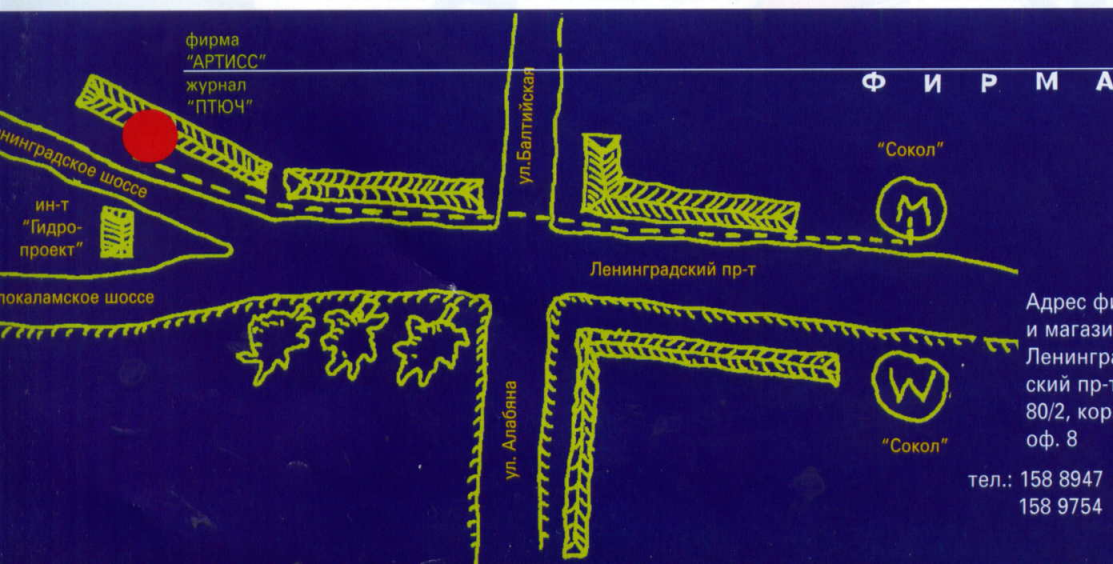 фирма
"АРТИСС"
журнал
"ПТЮЧ"
ФИРМА
ул.Балтийская
"Сокол"
М
нинградское шоссе
ин-т
"Гидро-
проект"
Ленинградский пр-т
локаламское шоссе
Адрес фи
и магази
Ленингра
ский пр-т
80/2, кор
оф. 8
ул. Алабяна
М
"Сокол"
тел.: 158 8947
158 9754